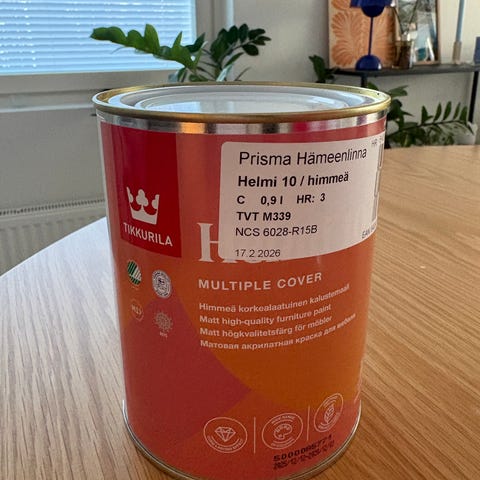 Prisma Hämeenlinna
Helmi 10 / himmeä
C 0,9 l HR: 3
TVT M339
NCS 6028-R15B
17.2 2026
TIKKURILA
MULTIPLE COVER
Himmeä korkealaatuinen kalustemaali
Matt high-quality furniture paint
Matt högkvalitetsfärg för möbler
Матовая акрилатная краска для мебели